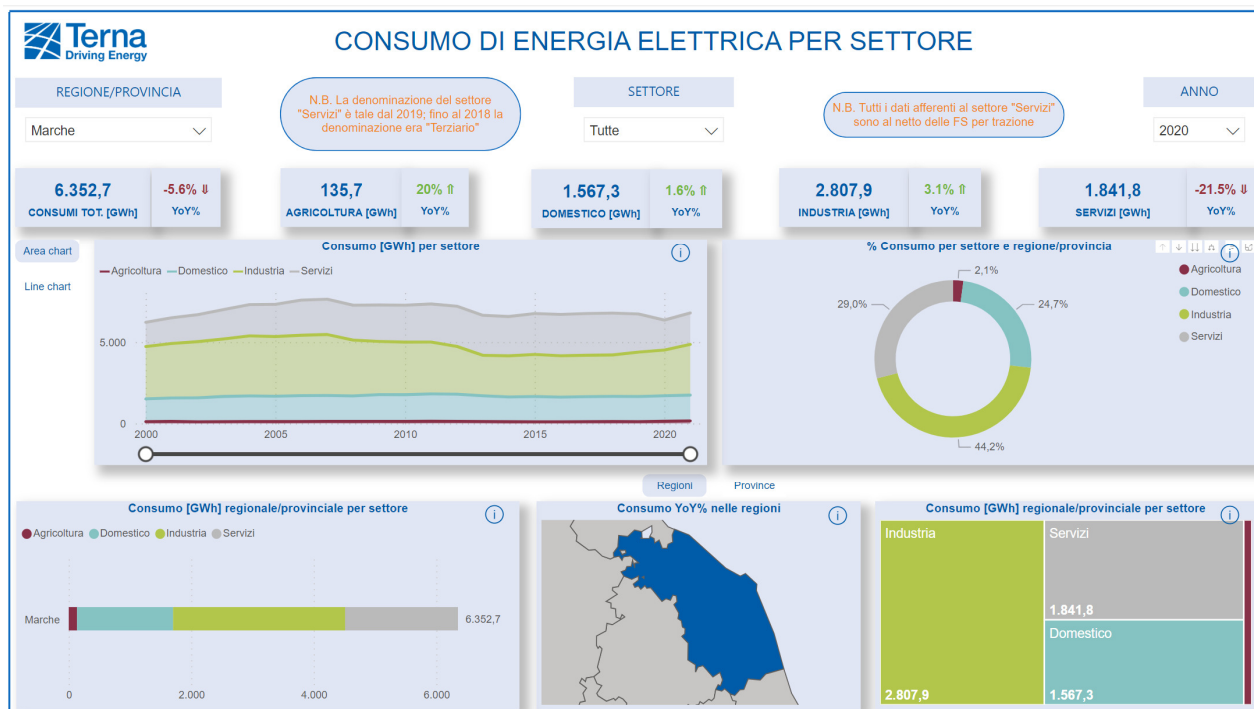 Terna
Driving Energy
CONSUMO DI ENERGIA ELETTRICA PER SETTORE
REGIONE/PROVINCIA
Marche
N.B. La denominazione del settore
"Servizi" è tale dal 2019; fino al 2018 la
denominazione era "Terziario"
SETTORE
Tutte
N.B. Tutti i dati afferenti al settore "Servizi"
sono al netto delle FS per trazione
ANNO
2020
6.352,7
CONSUMI TOT. [GWh]
-5.6% ⇓
YoY%
135,7
AGRICOLTURA [GWh]
20% ⇑
YoY%
1.567,3
DOMESTICO [GWh]
1.6% ⇑
YoY%
2.807,9
INDUSTRIA [GWh]
3.1% ⇑
YoY%
1.841,8
SERVIZI [GWh]
-21.5% ⇓
YoY%
Area chart
Line chart
Consumo [GWh] per settore
Agricoltura Domestico Industria Servizi
5.000
0
2000 2005 2010 2015 2020
% Consumo per settore e regione/provincia
2,1%
24,7%
29,0%
44,2%
Agricoltura
Domestico
Industria
Servizi
Regioni Province
Consumo [GWh] regionale/provinciale per settore
Agricoltura Domestico Industria Servizi
Marche 6.352,7
0 2.000 4.000 6.000
Consumo YoY% nelle regioni
Consumo [GWh] regionale/provinciale per settore
Industria
2.807,9
Servizi
1.841,8
Domestico
1.567,3